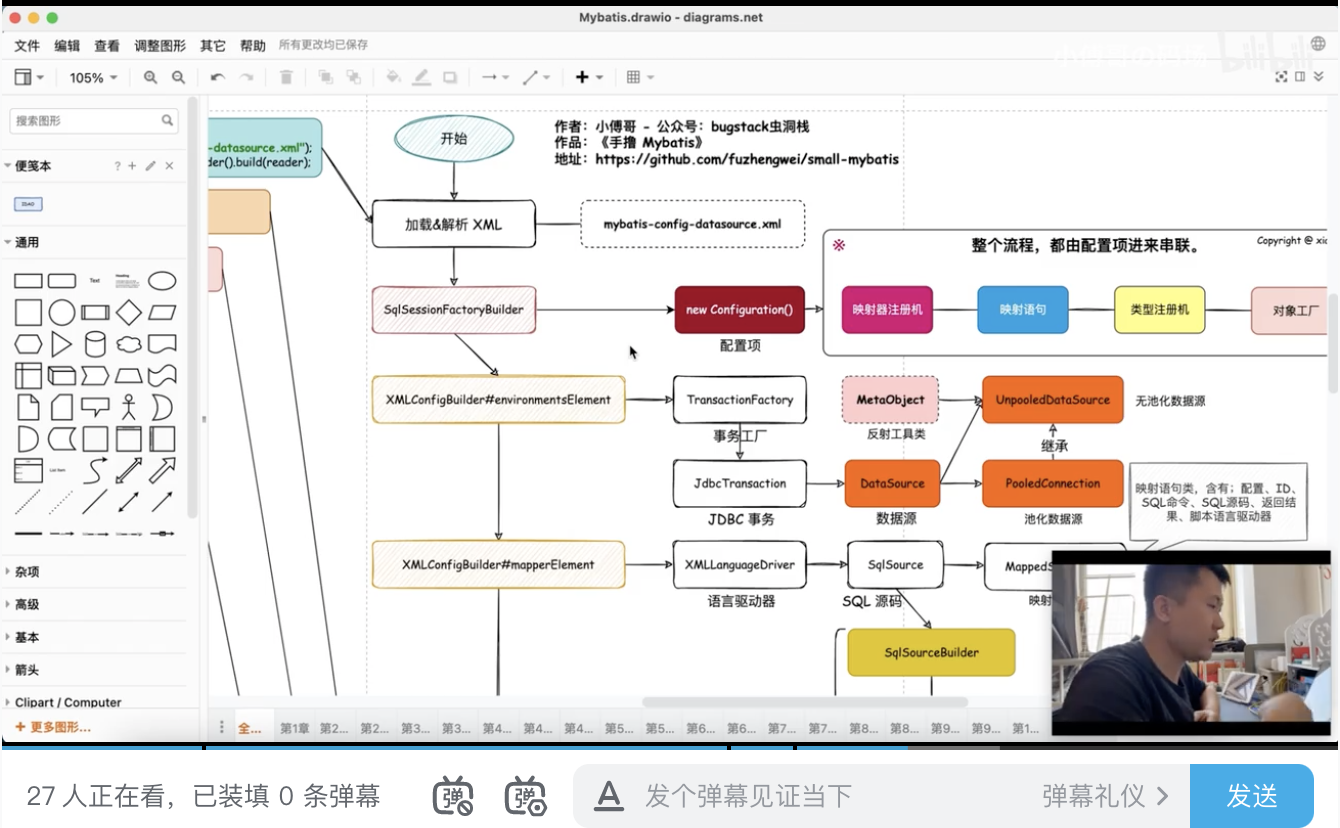 Mybatis.drawio - diagrams.net
文件 编辑 查看 调整图形 其它 帮助 所有更改均已保存
小傅哥の码场 bilibili
105%
搜索图形
便笺本
?
通用
Text
Heading
List Item
杂项
高级
基本
箭头
Clipart / Computer
+ 更多图形...
-datasource.xml");
der().build(reader);
开始
作者：小傅哥 - 公众号：bugstack虫洞栈
作品：《手撸 Mybatis》
地址：https://github.com/fuzhengwei/small-mybatis
加载&解析 XML
mybatis-config-datasource.xml
※
整个流程，都由配置项进来串联。
Copyright @
SqlSessionFactoryBuilder
new Configuration()
配置项
映射器注册机
映射语句
类型注册机
对象工厂
XMLConfigBuilder#environmentsElement
TransactionFactory
事务工厂
MetaObject
反射工具类
UnpooledDataSource
无池化数据源
继承
JdbcTransaction
JDBC 事务
DataSource
数据源
PooledConnection
池化数据源
映射语句类，含有：配置、ID、
SQL命令、SQL源码、返回结
果、脚本语言驱动器
XMLConfigBuilder#mapperElement
XMLLanguageDriver
语言驱动器
SqlSource
SQL 源码
MappedS
映射
SqlSourceBuilder
全... 第1章 第2... 第2... 第3... 第3... 第4... 第4... 第4... 第5... 第5... 第6... 第6... 第7... 第7... 第8... 第8... 第9... 第9... 第1...
27 人正在看，已装填 0 条弹幕
弹
弹
A
发个弹幕见证当下
弹幕礼仪
发送